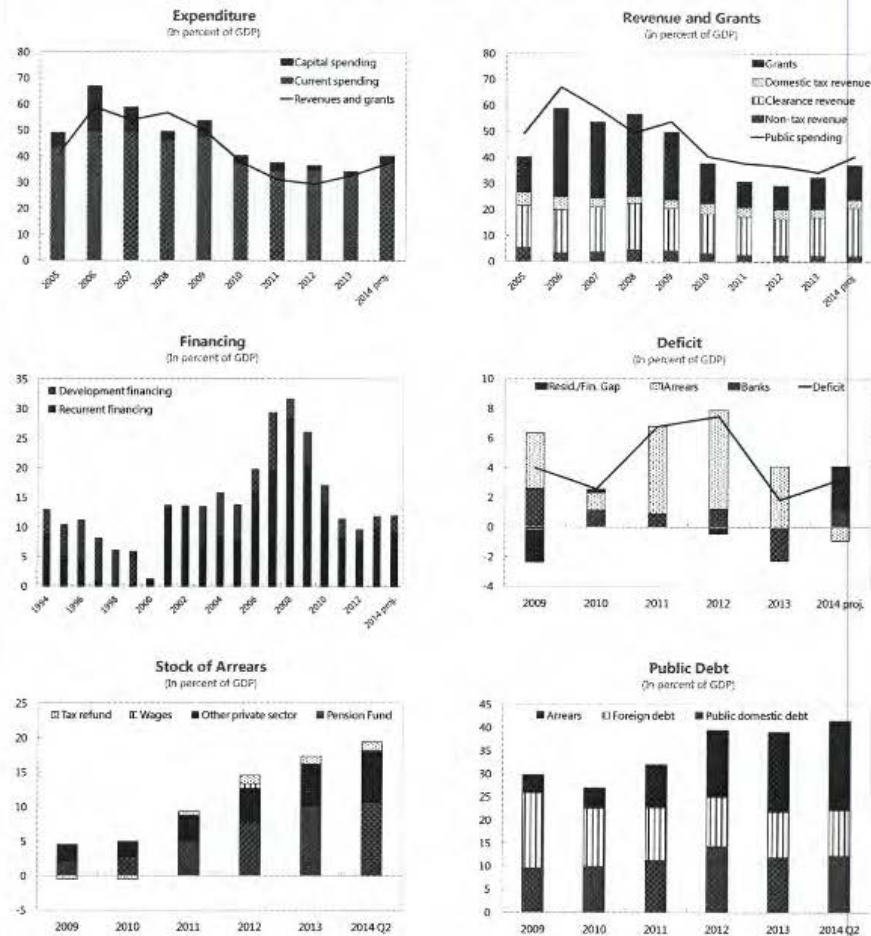 Expenditure
(In percent of GDP)
Capital spending
Current spending
Revenues and grants
80
70
60
50
40
30
20
10
0
2005
2006
2007
2008
2009
2010
2011
2012
2013
2014 proj.
Revenue and Grants
(In percent of GDP)
Grants
Domestic tax revenue
Clearance revenue
Non-tax revenue
Public spending
80
70
60
50
40
30
20
10
0
2005
2006
2007
2008
2009
2010
2011
2012
2013
2014 proj.
Financing
(In percent of GDP)
Development financing
Recurrent financing
35
30
25
20
15
10
5
0
1994
1996
1998
2000
2002
2004
2006
2008
2010
2012
2014 proj.
Deficit
(In percent of GDP)
Resid./Fin. Gap
Arrears
Banks
Deficit
10
8
6
4
2
0
-2
-4
2009
2010
2011
2012
2013
2014 proj.
Stock of Arrears
(In percent of GDP)
Tax refund
Wages
Other private sector
Pension Fund
25
20
15
10
5
0
-5
2009
2010
2011
2012
2013
2014 Q2
Public Debt
(In percent of GDP)
Arrears
Foreign debt
Public domestic debt
45
40
35
30
25
20
15
10
5
0
2009
2010
2011
2012
2013
2014 Q2